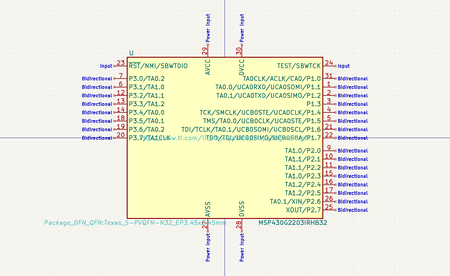 Power Input
Power Input
29
30
U
AVCC
DVCC
Input 23 RST/NMI/SBWTDIO
TEST/SBWTCK 24 Input
Bidirectional 7 P3.0/TA0.2
TA0CLK/ACLK/CA0/P1.0 31 Bidirectional
Bidirectional 6 P3.1/TA1.0
TA0.0/UCA0RXD/UCA0SOMI/P1.1 1 Bidirectional
Bidirectional 12 P3.2/TA1.1
TA0.1/UCA0TXD/UCA0SIMO/P1.2 2 Bidirectional
Bidirectional 13 P3.3/TA1.2
P1.3 3 Bidirectional
Bidirectional 14 P3.4/TA0.0
TCK/SMCLK/UCB0STE/UCA0CLK/P1.4 4 Bidirectional
Bidirectional 18 P3.5/TA0.1
TMS/TA0.0/UCB0CLK/UCA0STE/P1.5 5 Bidirectional
Bidirectional 19 P3.6/TA0.2
TDI/TCLK/TA0.1/UCB0SOMI/UCB0SCL/P1.6 21 Bidirectional
Bidirectional 20 P3.7/TA1CLK
22 Bidirectional
TA1.0/P2.0 9 Bidirectional
TA1.1/P2.1 10 Bidirectional
TA1.1/P2.2 11 Bidirectional
TA1.0/P2.3 15 Bidirectional
TA1.2/P2.4 16 Bidirectional
TA1.2/P2.5 17 Bidirectional
TA0.1/XIN/P2.6 26 Bidirectional
XOUT/P2.7 25 Bidirectional
AVSS
DVSS
Package_DFN_QFN:Texas_S-PVQFN-N32_EP3.45x3.45mm
MSP430G2203IRHB32
27
28
Power Input
Power Input